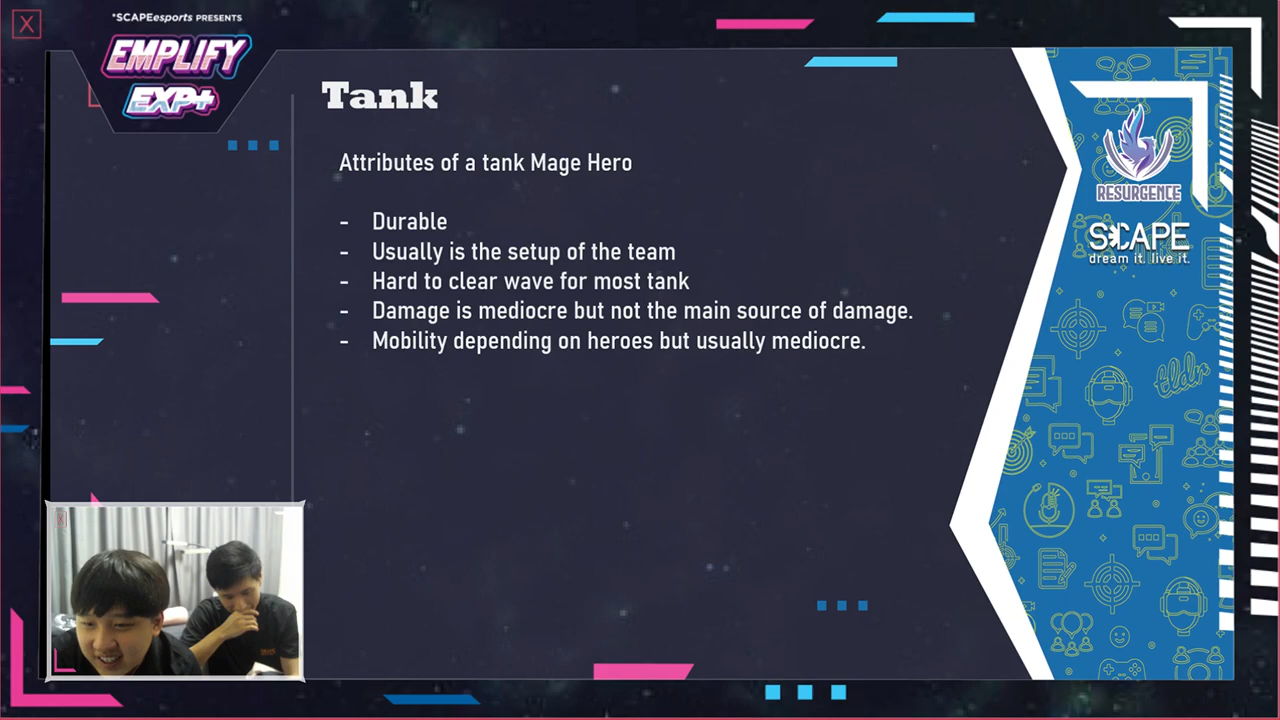 *SCAPEesports PRESENTS
EMPLIFY
EXP+
Tank
Attributes of a tank Mage Hero
- Durable
- Usually is the setup of the team
- Hard to clear wave for most tank
- Damage is mediocre but not the main source of damage.
- Mobility depending on heroes but usually mediocre.
RESURGENCE
S*CAPE
dream it. live it.
tldr